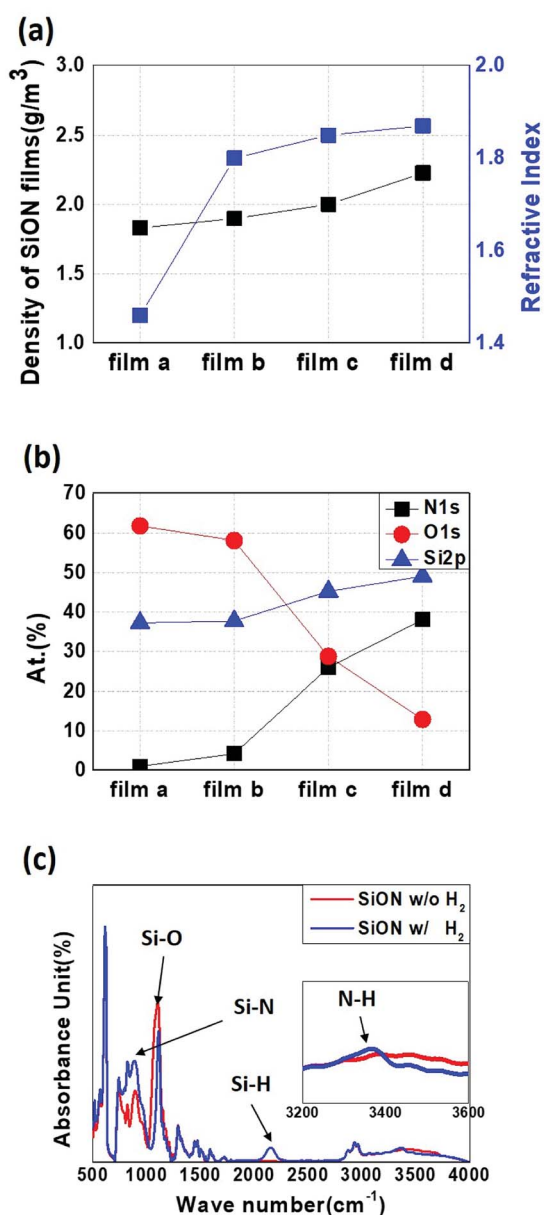 (a)
Density of SiON films(g/m³)
3.0
2.5
2.0
1.5
1.0
2.0
1.8
1.6
1.4
Refractive Index
film a film b film c film d
(b)
At.(%)
70
60
50
40
30
20
10
0
N1s
O1s
Si2p
film a film b film c film d
(c)
Absorbance Unit(%)
SiON w/o H₂
SiON w/ H₂
Si-O
Si-N
Si-H
N-H
3200 3400 3600
500 1000 1500 2000 2500 3000 3500 4000
Wave number(cm⁻¹)